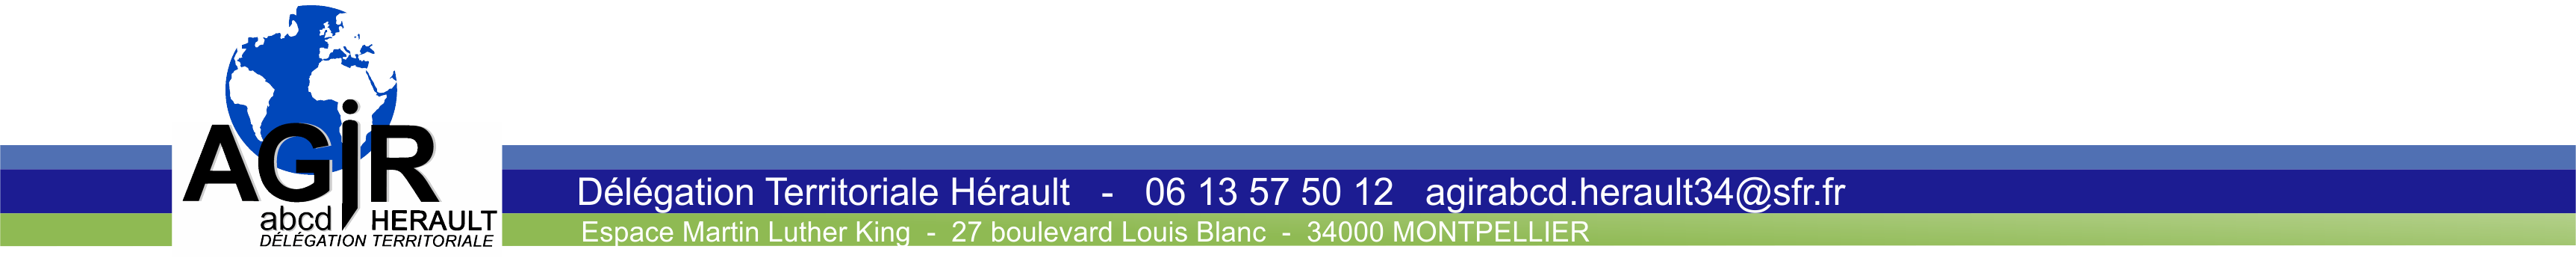 AGIR
abcd HERAULT
DÉLÉGATION TERRITORIALE
Délégation Territoriale Hérault - 06 13 57 50 12 agirabcd.herault34@sfr.fr
Espace Martin Luther King - 27 boulevard Louis Blanc - 34000 MONTPELLIER